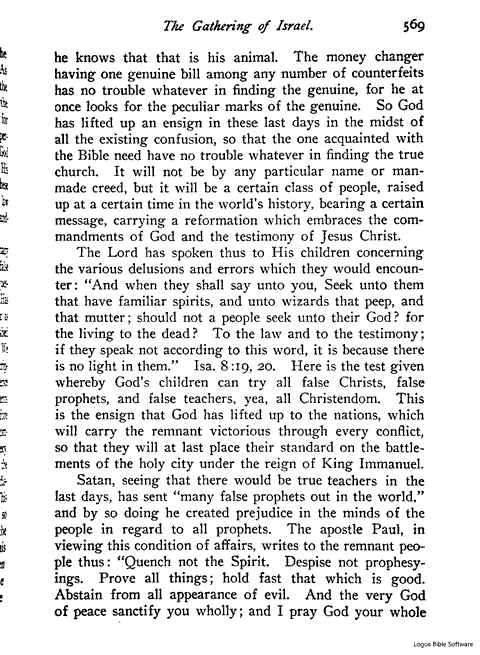 The Gathering of Israel. 569
he knows that that is his animal. The money changer
having one genuine bill among any number of counterfeits
has no trouble whatever in finding the genuine, for he at
once looks for the peculiar marks of the genuine. So God
has lifted up an ensign in these last days in the midst of
all the existing confusion, so that the one acquainted with
the Bible need have no trouble whatever in finding the true
church. It will not be by any particular name or man-
made creed, but it will be a certain class of people, raised
up at a certain time in the world's history, bearing a certain
message, carrying a reformation which embraces the com-
mandments of God and the testimony of Jesus Christ.
The Lord has spoken thus to His children concerning
the various delusions and errors which they would encoun-
ter: "And when they shall say unto you, Seek unto them
that have familiar spirits, and unto wizards that peep, and
that mutter; should not a people seek unto their God? for
the living to the dead? To the law and to the testimony;
if they speak not according to this word, it is because there
is no light in them." Isa. 8:19, 20. Here is the test given
whereby God's children can try all false Christs, false
prophets, and false teachers, yea, all Christendom. This
is the ensign that God has lifted up to the nations, which
will carry the remnant victorious through every conflict,
so that they will at last place their standard on the battle-
ments of the holy city under the reign of King Immanuel.
Satan, seeing that there would be true teachers in the
last days, has sent "many false prophets out in the world,"
and by so doing he created prejudice in the minds of the
people in regard to all prophets. The apostle Paul, in
viewing this condition of affairs, writes to the remnant peo-
ple thus: "Quench not the Spirit. Despise not prophesy-
ings. Prove all things; hold fast that which is good.
Abstain from all appearance of evil. And the very God
of peace sanctify you wholly; and I pray God your whole
Logos Bible Software